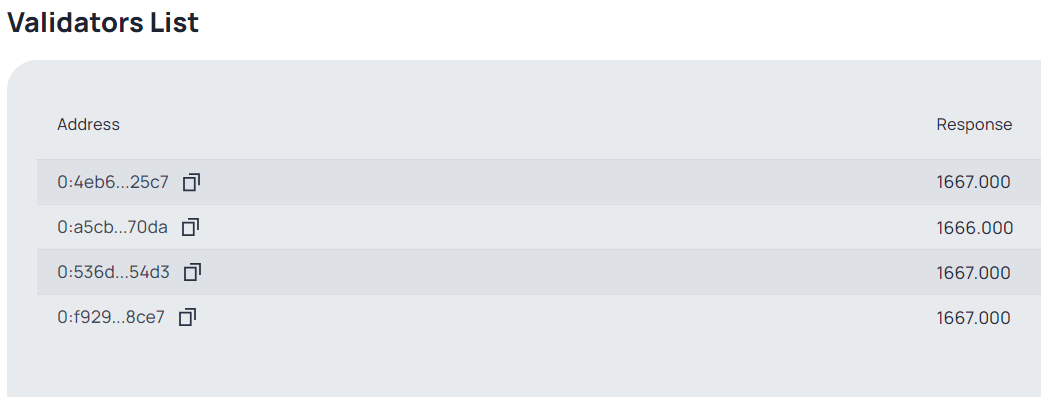 Validators List
Address Response
0:4eb6...25c7 1667.000
0:a5cb...70da 1666.000
0:536d...54d3 1667.000
0:f929...8ce7 1667.000